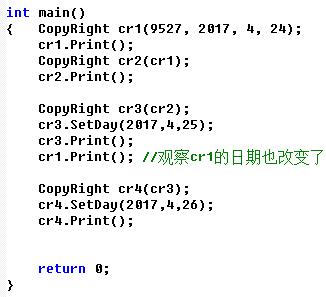 int main()
{   CopyRight cr1(9527, 2017, 4, 24);
    cr1.Print();
    CopyRight cr2(cr1);
    cr2.Print();

    CopyRight cr3(cr2);
    cr3.SetDay(2017,4,25);
    cr3.Print();
    cr1.Print(); //观察cr1的日期也改变了

    CopyRight cr4(cr3);
    cr4.SetDay(2017,4,26);
    cr4.Print();


    return 0;
}